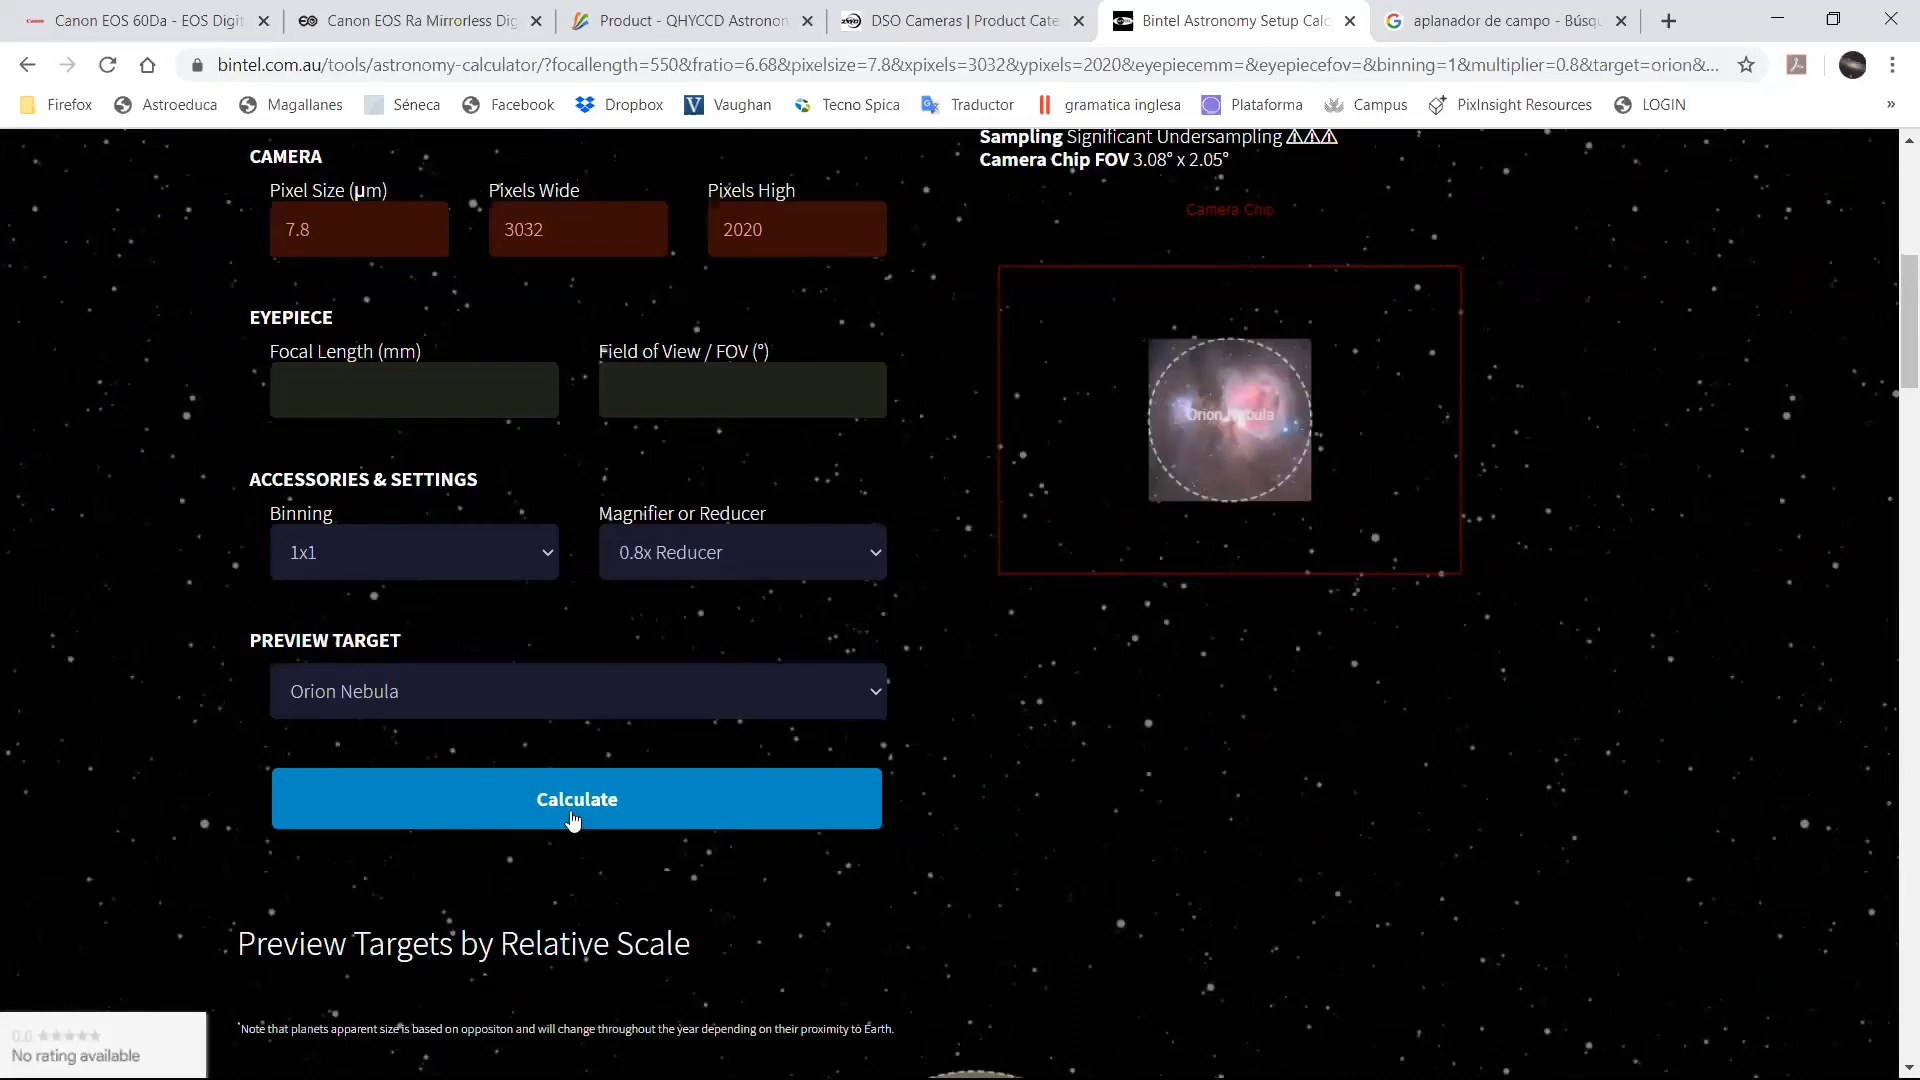 Canon EOS 60Da - EOS Digit
Canon EOS Ra Mirrorless Dig
Product - QHYCCD Astronon
DSO Cameras | Product Cate
Bintel Astronomy Setup Calc
aplanador de campo - Búsqu
bintel.com.au/tools/astronomy-calculator/?focallength=550&fratio=6.68&pixelsize=7.8&xpixels=3032&ypixels=2020&eyepiecemm=&eyepiecefov=&binning=1&multiplier=0.8&target=orion&...
Firefox
Astroeduca
Magallanes
Séneca
Facebook
Dropbox
Vaughan
Tecno Spica
Traductor
gramatica inglesa
Plataforma
Campus
PixInsight Resources
LOGIN
»
Sampling Significant Undersampling ⚠⚠⚠
Camera Chip FOV 3.08° x 2.05°
CAMERA
Pixel Size (µm)
Pixels Wide
Pixels High
7.8
3032
2020
Camera Chip
EYEPIECE
Focal Length (mm)
Field of View / FOV (°)
Orion Nebula
ACCESSORIES & SETTINGS
Binning
Magnifier or Reducer
1x1
0.8x Reducer
PREVIEW TARGET
Orion Nebula
Calculate
Preview Targets by Relative Scale
*Note that planets apparent size is based on oppositon and will change throughout the year depending on their proximity to Earth.
0.0 ★★★★★
No rating available